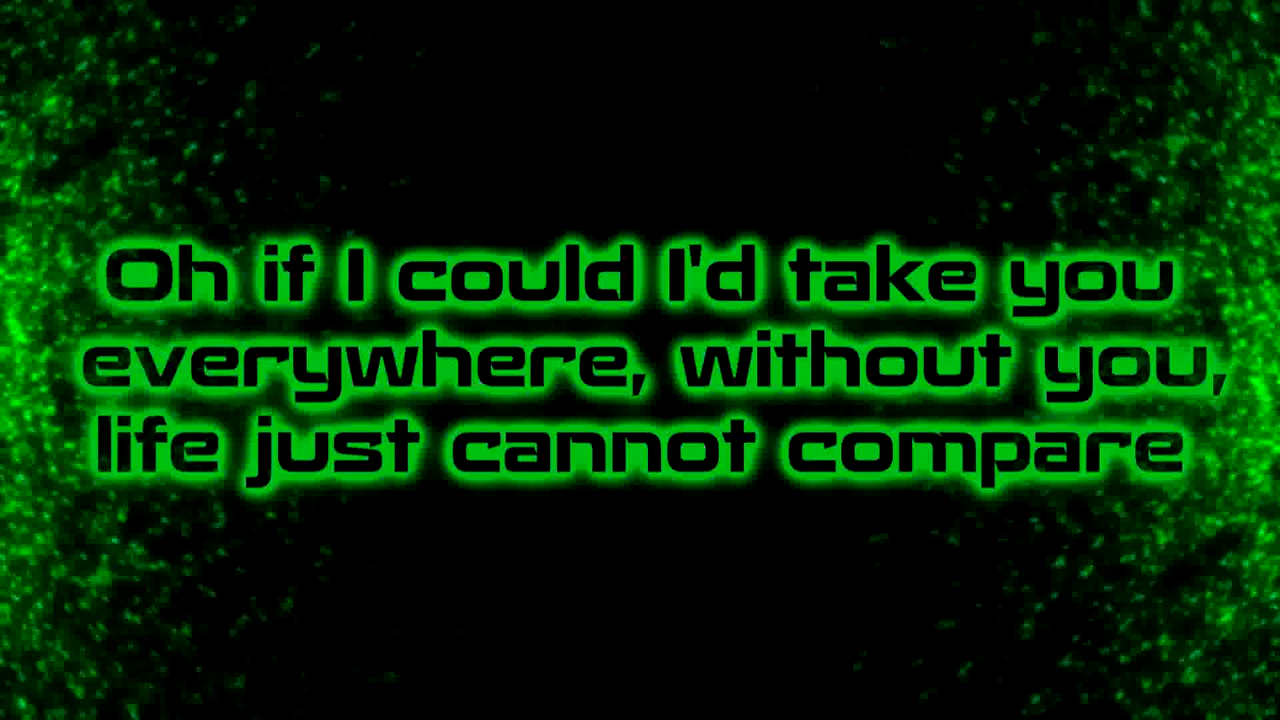 Oh if I could I'd take you
everywhere, without you,
life just cannot compare